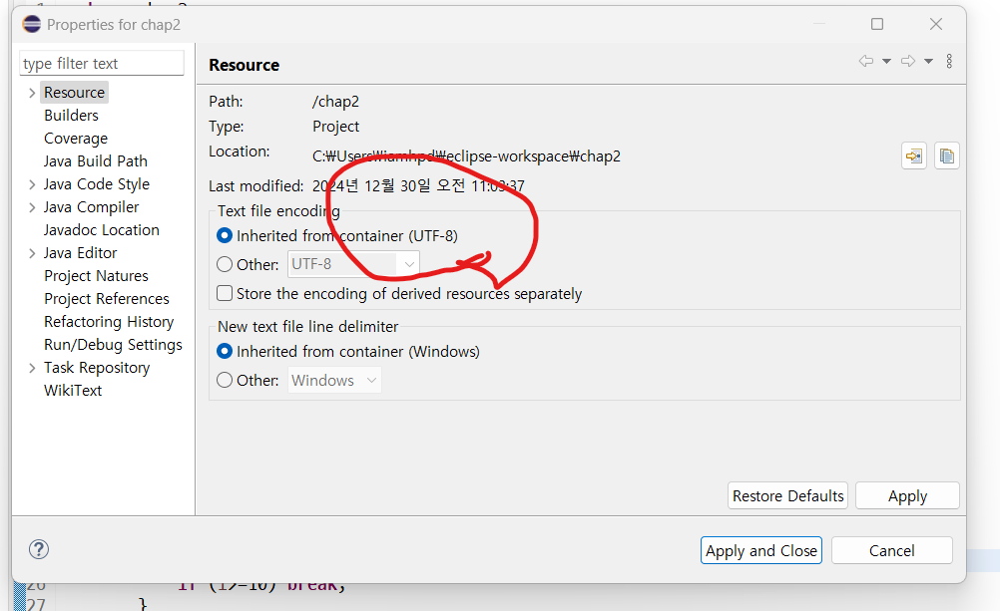 Properties for chap2
type filter text
Resource
Builders
Coverage
Java Build Path
Java Code Style
Java Compiler
Javadoc Location
Java Editor
Project Natures
Project References
Refactoring History
Run/Debug Settings
Task Repository
WikiText
Resource
Path: /chap2
Type: Project
Location: C:₩Users₩iamhpd₩eclipse-workspace₩chap2
Last modified: 2024년 12월 30일 오전 11:03:37
Text file encoding
Inherited from container (UTF-8)
Other: UTF-8
Store the encoding of derived resources separately
New text file line delimiter
Inherited from container (Windows)
Other: Windows
Restore Defaults Apply
? Apply and Close Cancel
26 break;
27 }